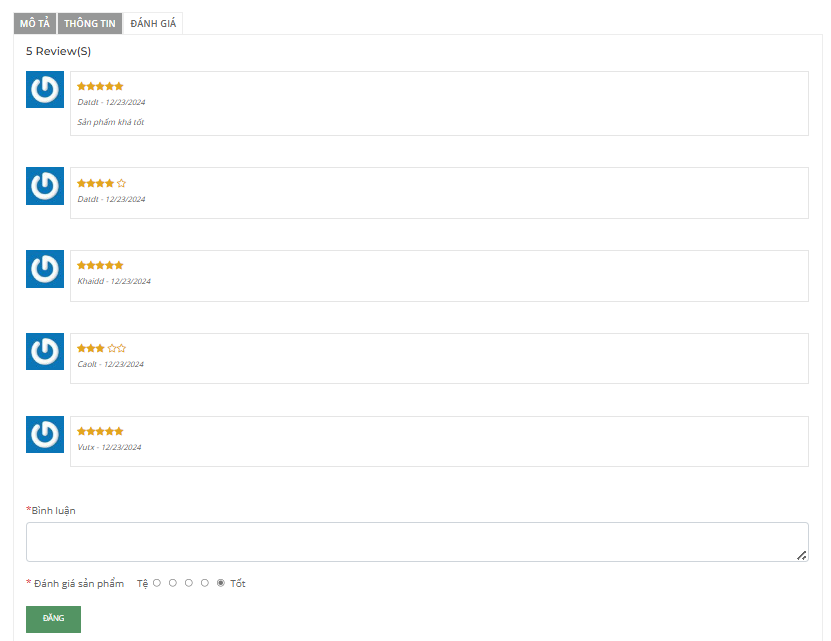 MÔ TẢ THÔNG TIN ĐÁNH GIÁ
5 Review(S)
Datdt - 12/23/2024
Sản phẩm khá tốt
Datdt - 12/23/2024
Khaidd - 12/23/2024
Caolt - 12/23/2024
Vutx - 12/23/2024
*Bình luận
* Đánh giá sản phẩm Tệ Tốt
ĐĂNG